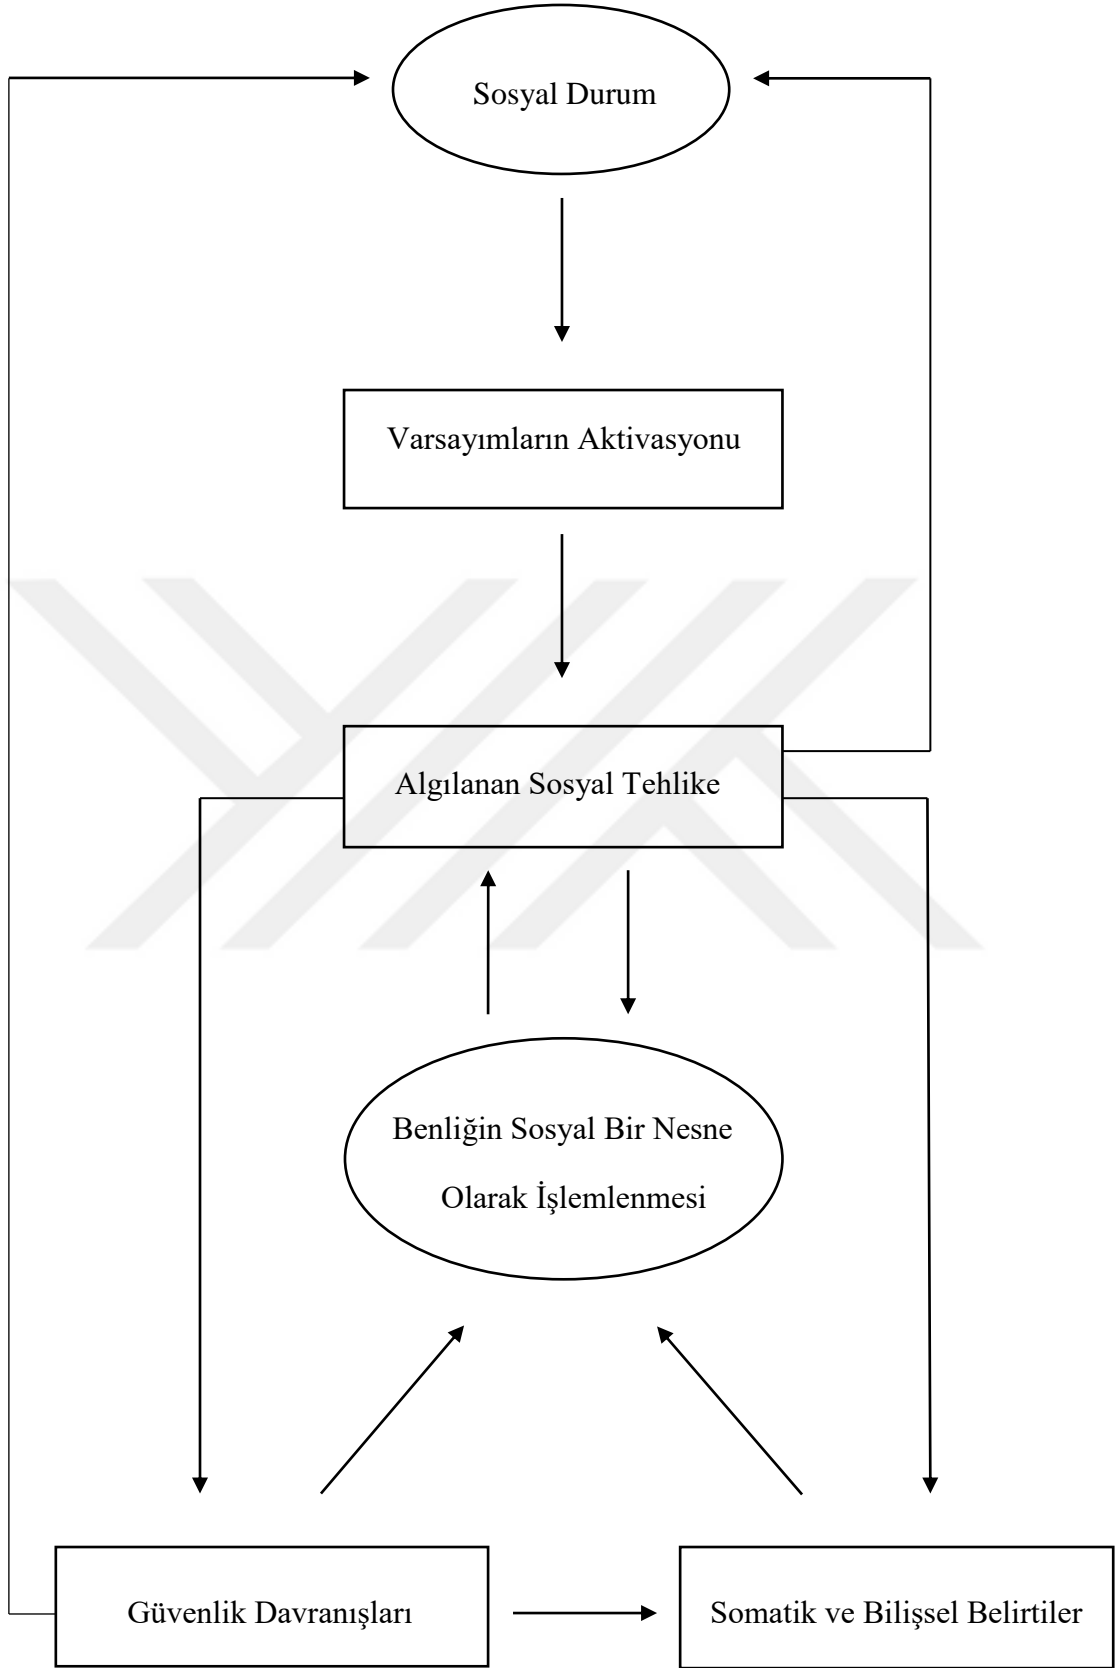 Sosyal Durum
Varsayımların Aktivasyonu
Algılanan Sosyal Tehlike
Benliğin Sosyal Bir Nesne
Olarak İşlemlenmesi
Güvenlik Davranışları
Somatik ve Bilişsel Belirtiler